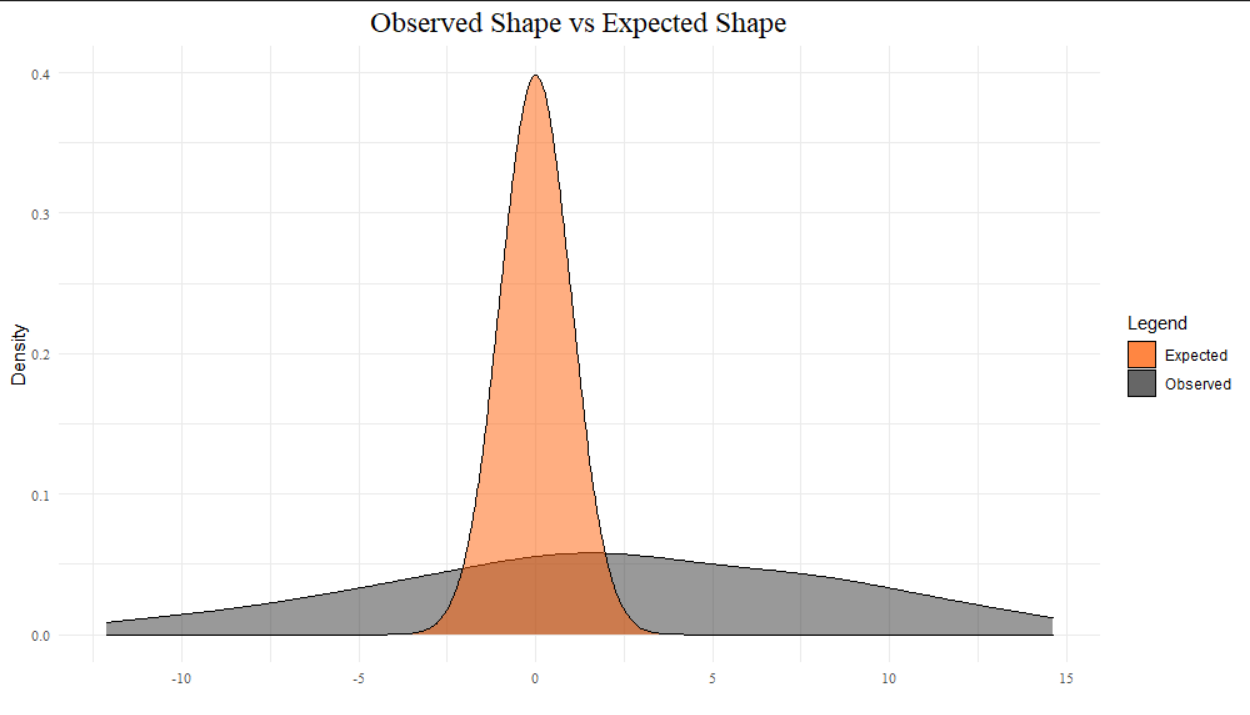 Observed Shape vs Expected Shape
0.4
0.3
0.2
0.1
0.0
Density
-10
-5
0
5
10
15
Legend
Expected
Observed